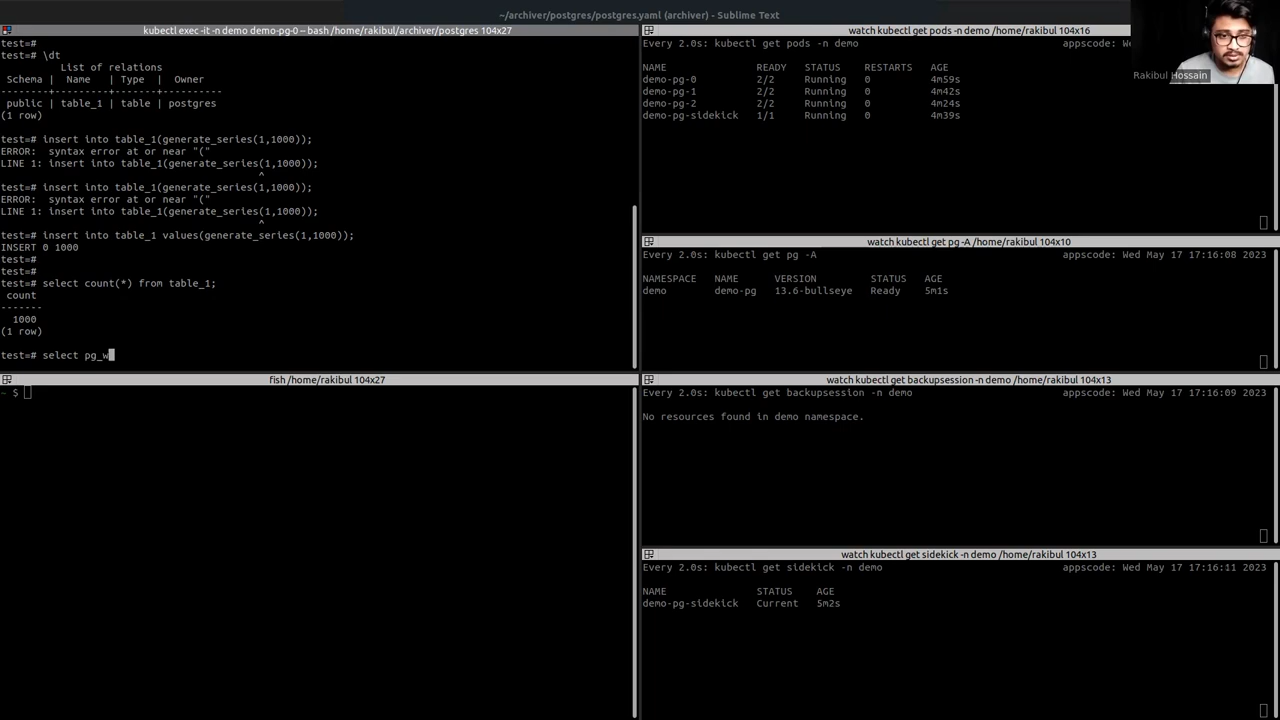 ~/archiver/postgres/postgres.yaml (archiver) - Sublime Text
kubectl exec -it -n demo demo-pg-0 -- bash /home/rakibul/archiver/postgres 104x27
test=#
test=# \dt
List of relations
Schema | Name | Type | Owner
--------+---------+-------+----------
public | table_1 | table | postgres
(1 row)
test=# insert into table_1(generate_series(1,1000));
ERROR: syntax error at or near "("
LINE 1: insert into table_1(generate_series(1,1000));
^
test=# insert into table_1(generate_series(1,1000));
ERROR: syntax error at or near "("
LINE 1: insert into table_1(generate_series(1,1000));
^
test=# insert into table_1 values(generate_series(1,1000));
INSERT 0 1000
test=#
test=#
test=# select count(*) from table_1;
count
-------
1000
(1 row)
test=# select pg_w
fish /home/rakibul 104x27
~ $
watch kubectl get pods -n demo /home/rakibul 104x16
Every 2.0s: kubectl get pods -n demo appscode: We
NAME READY STATUS RESTARTS AGE
demo-pg-0 2/2 Running 0 4m59s
demo-pg-1 2/2 Running 0 4m42s
demo-pg-2 2/2 Running 0 4m24s
demo-pg-sidekick 1/1 Running 0 4m39s
Rakibul Hossain
watch kubectl get pg -A /home/rakibul 104x10
Every 2.0s: kubectl get pg -A appscode: Wed May 17 17:16:08 2023
NAMESPACE NAME VERSION STATUS AGE
demo demo-pg 13.6-bullseye Ready 5m1s
watch kubectl get backupsession -n demo /home/rakibul 104x13
Every 2.0s: kubectl get backupsession -n demo appscode: Wed May 17 17:16:09 2023
No resources found in demo namespace.
watch kubectl get sidekick -n demo /home/rakibul 104x13
Every 2.0s: kubectl get sidekick -n demo appscode: Wed May 17 17:16:11 2023
NAME STATUS AGE
demo-pg-sidekick Current 5m2s